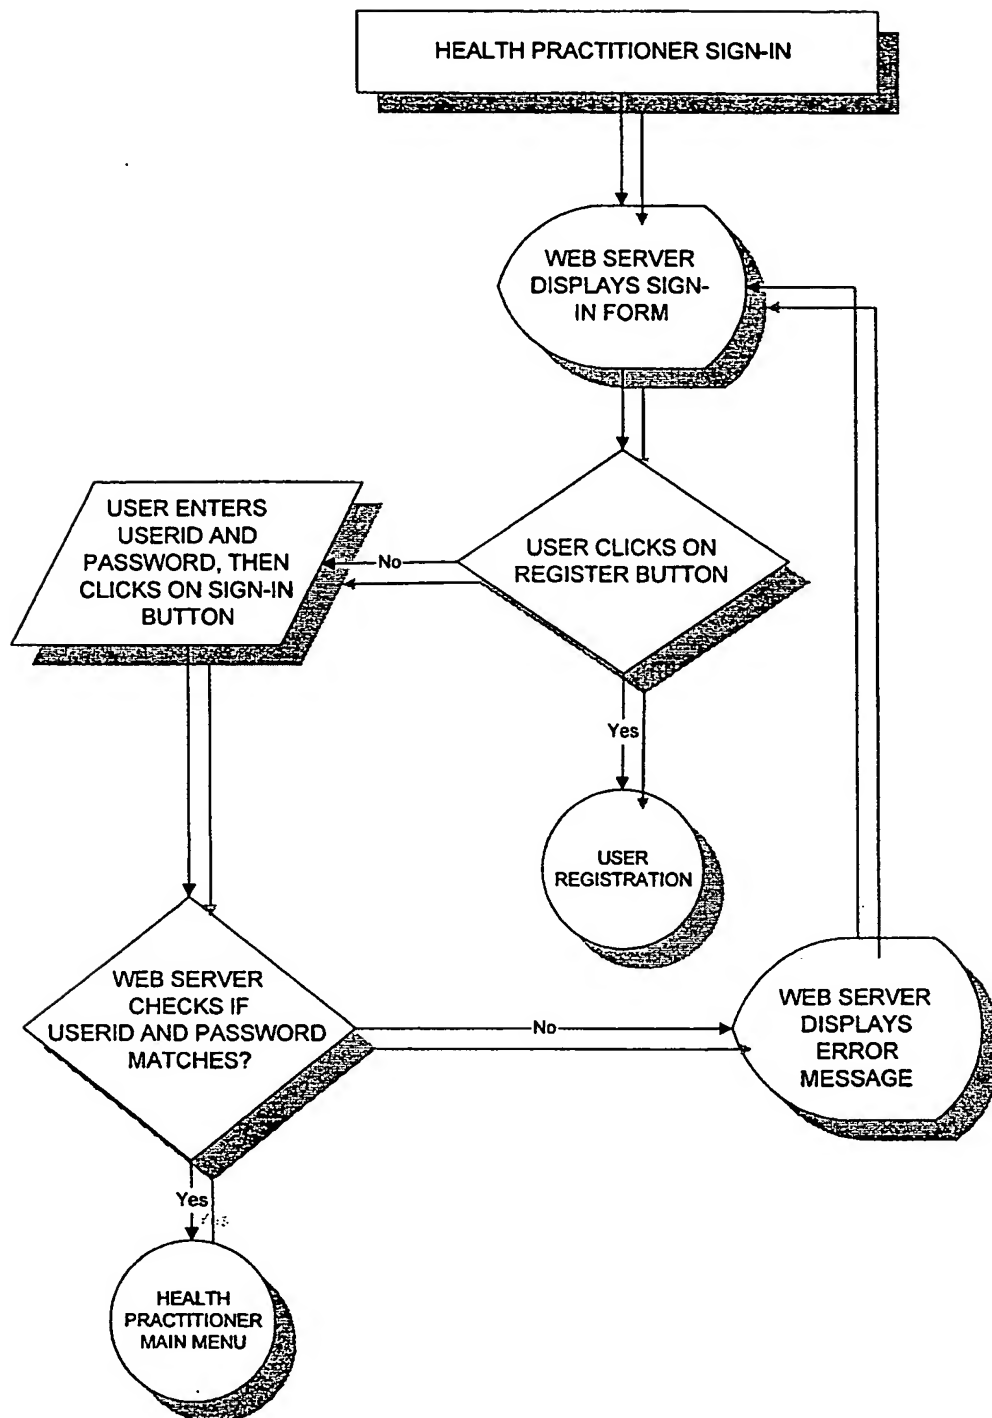 HEALTH PRACTITIONER SIGN-IN
WEB SERVER
DISPLAYS SIGN-
IN FORM
USER ENTERS
USERID AND
PASSWORD, THEN
CLICKS ON SIGN-IN
BUTTON
No
USER CLICKS ON
REGISTER BUTTON
Yes
USER
REGISTRATION
WEB SERVER
CHECKS IF
USERID AND PASSWORD
MATCHES?
No
WEB SERVER
DISPLAYS
ERROR
MESSAGE
Yes
Yes
HEALTH
PRACTITIONER
MAIN MENU